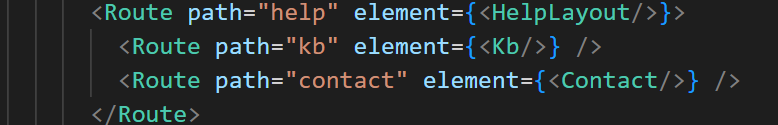 <Route path="help" element={<HelpLayout/>}>
<Route path="kb" element={<Kb/>} />
<Route path="contact" element={<Contact/>} />
</Route>